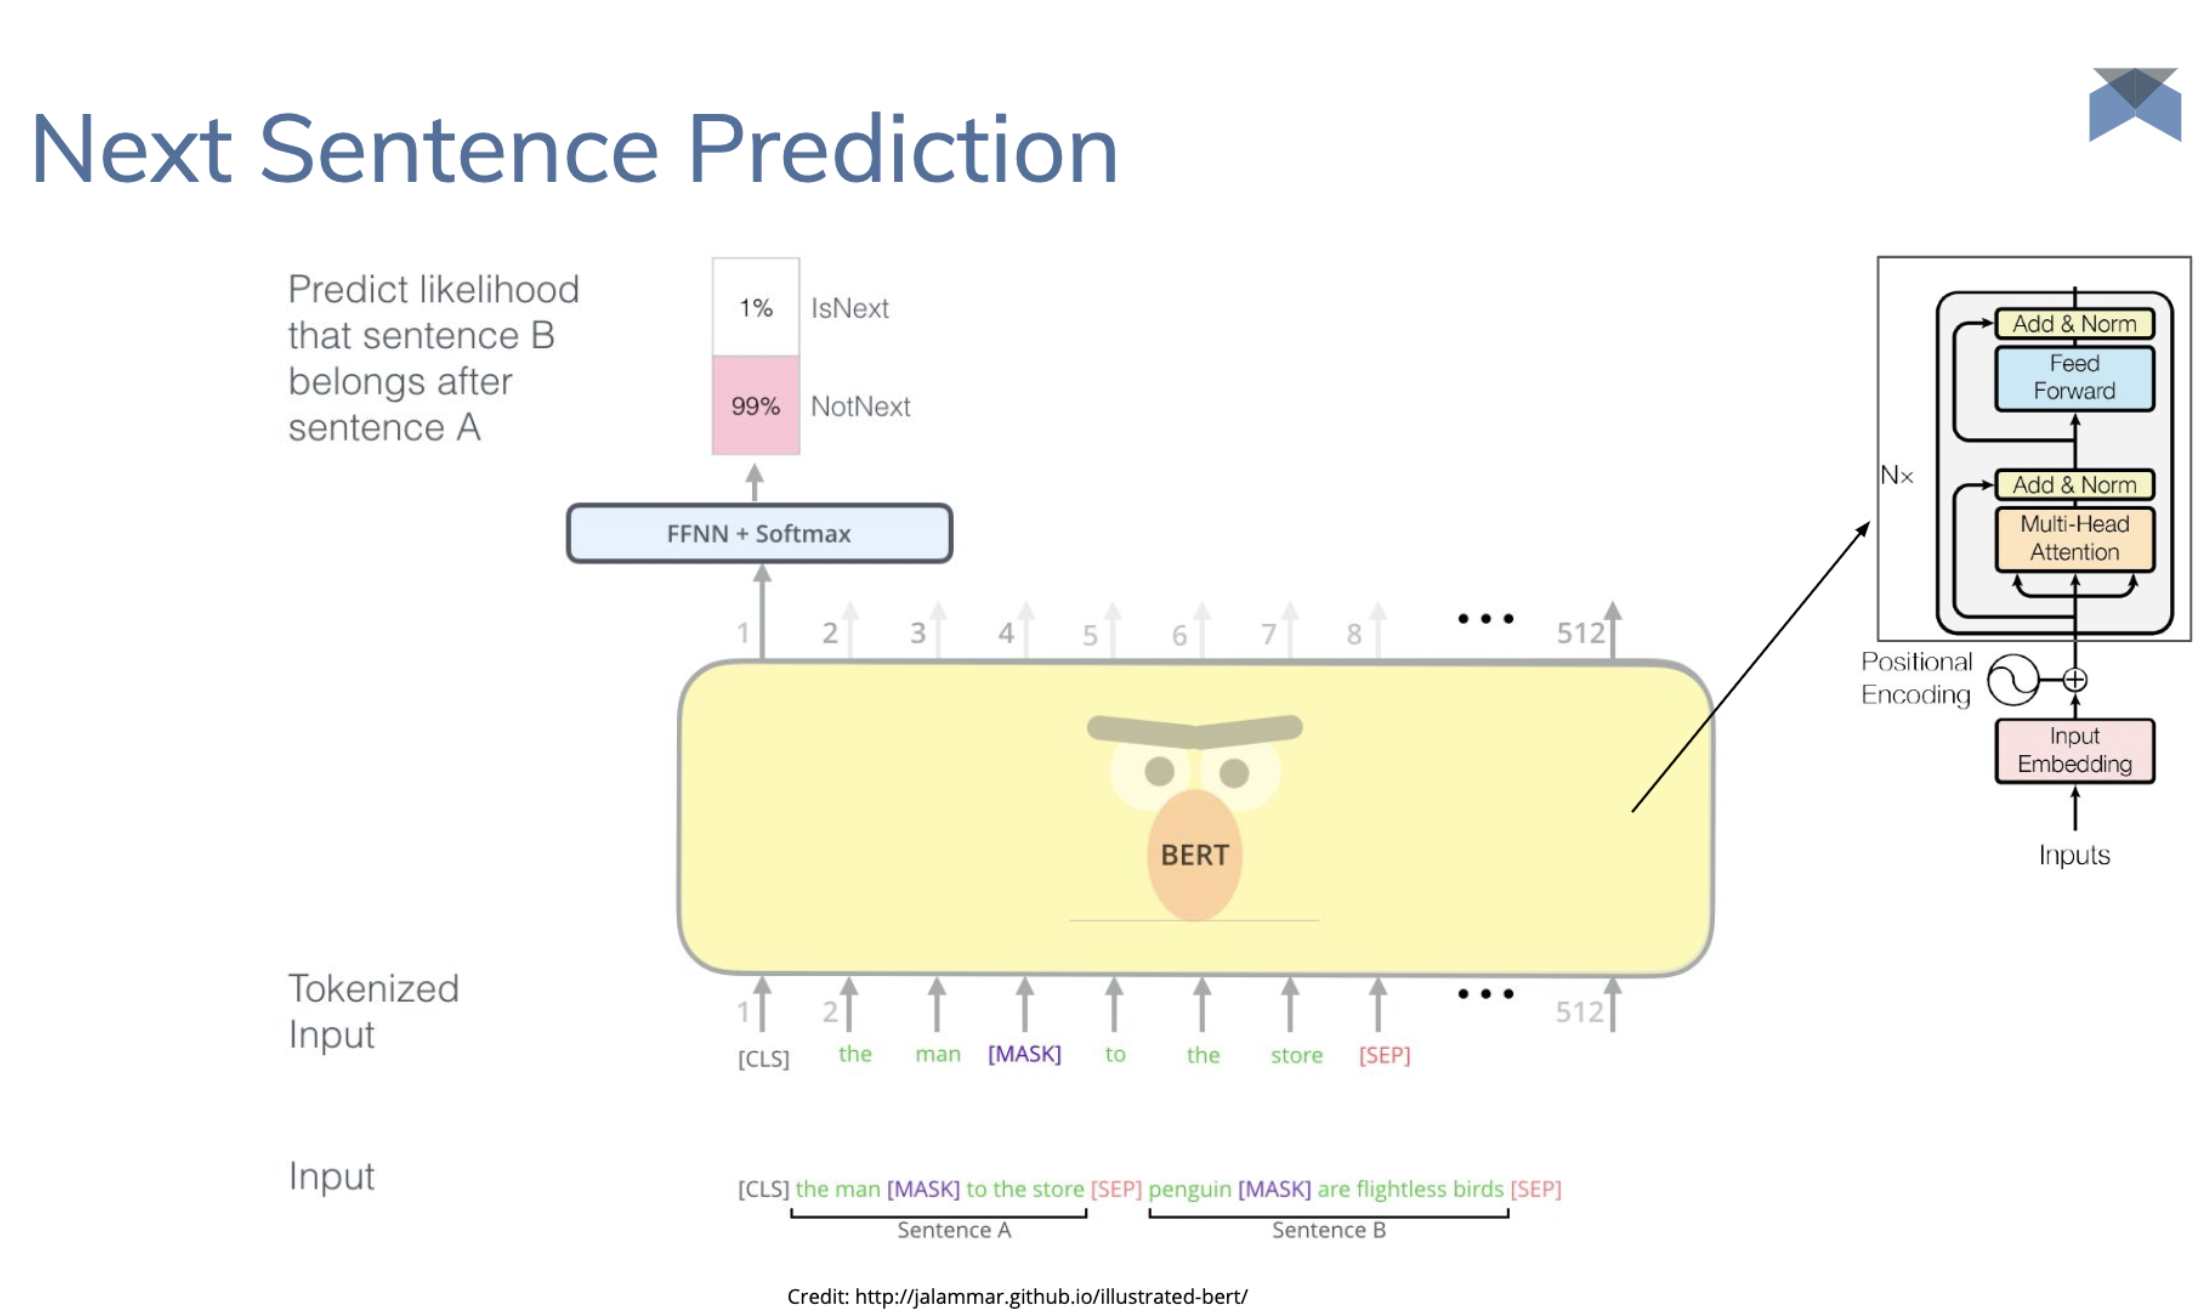 Next Sentence Prediction
Predict likelihood
that sentence B
belongs after
sentence A
1% IsNext
99% NotNext
FFNN + Softmax
1 2 3 4 5 6 7 8 ••• 512
BERT
Tokenized
Input
1 2 ••• 512
[CLS] the man [MASK] to the store [SEP]
Input
[CLS] the man [MASK] to the store [SEP] penguin [MASK] are flightless birds [SEP]
Sentence A Sentence B
Add & Norm
Feed
Forward
Nx
Add & Norm
Multi-Head
Attention
Positional
Encoding
Input
Embedding
Inputs
Credit: http://jalammar.github.io/illustrated-bert/